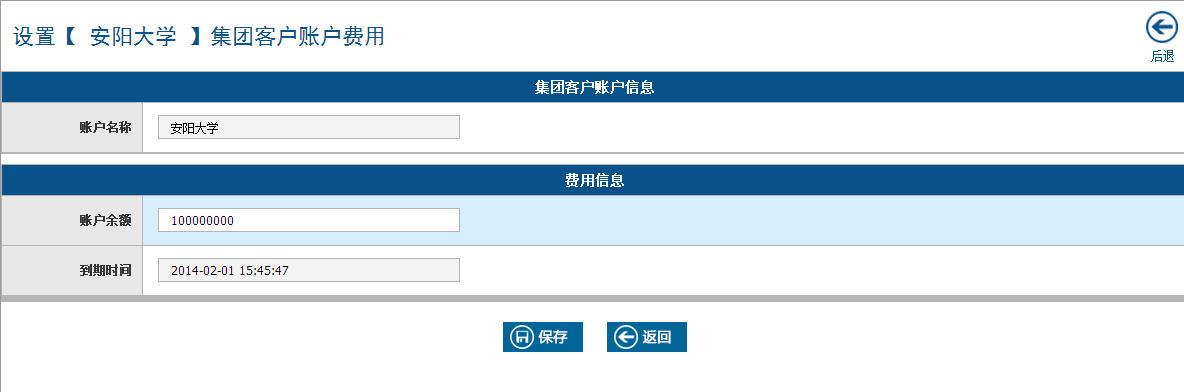 设置【 安阳大学 】集团客户账户费用
后退
集团客户账户信息
账户名称 安阳大学
费用信息
账户余额 100000000
到期时间 2014-02-01 15:45:47
保存 返回